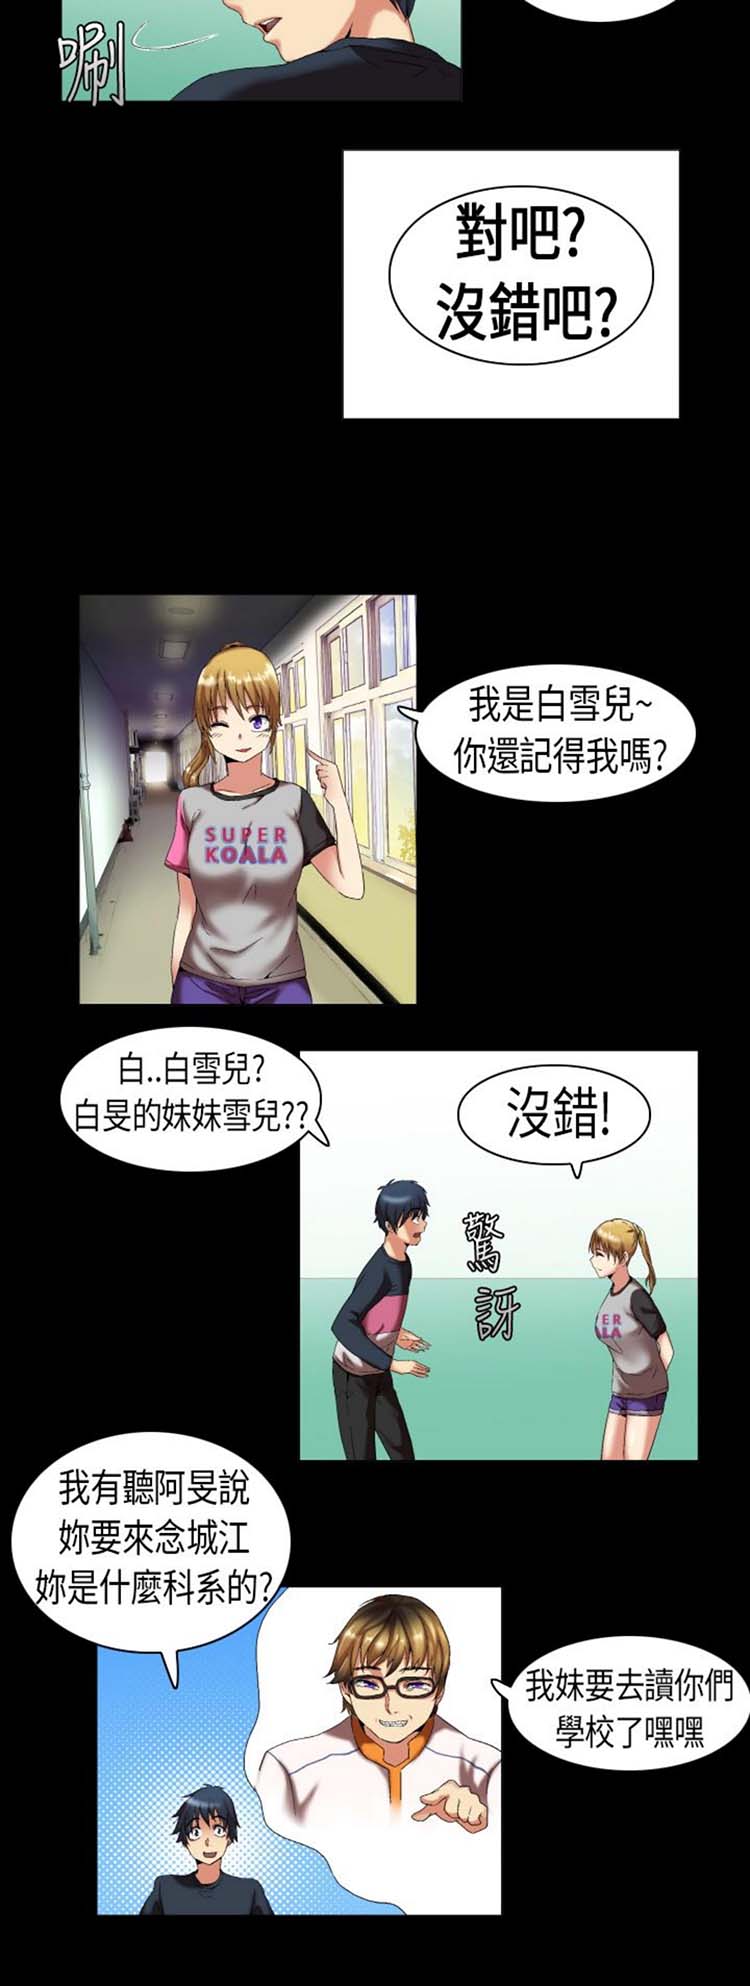 唰
對吧?
沒錯吧?
我是白雪兒~
你還記得我嗎?
SUPER
KOALA
白..白雪兒?
白旻的妹妹雪兒??
沒錯!
驚
訝
ER
LA
我有聽阿旻說
妳要來念城江
妳是什麼科系的?
我妹要去讀你們
學校了嘿嘿